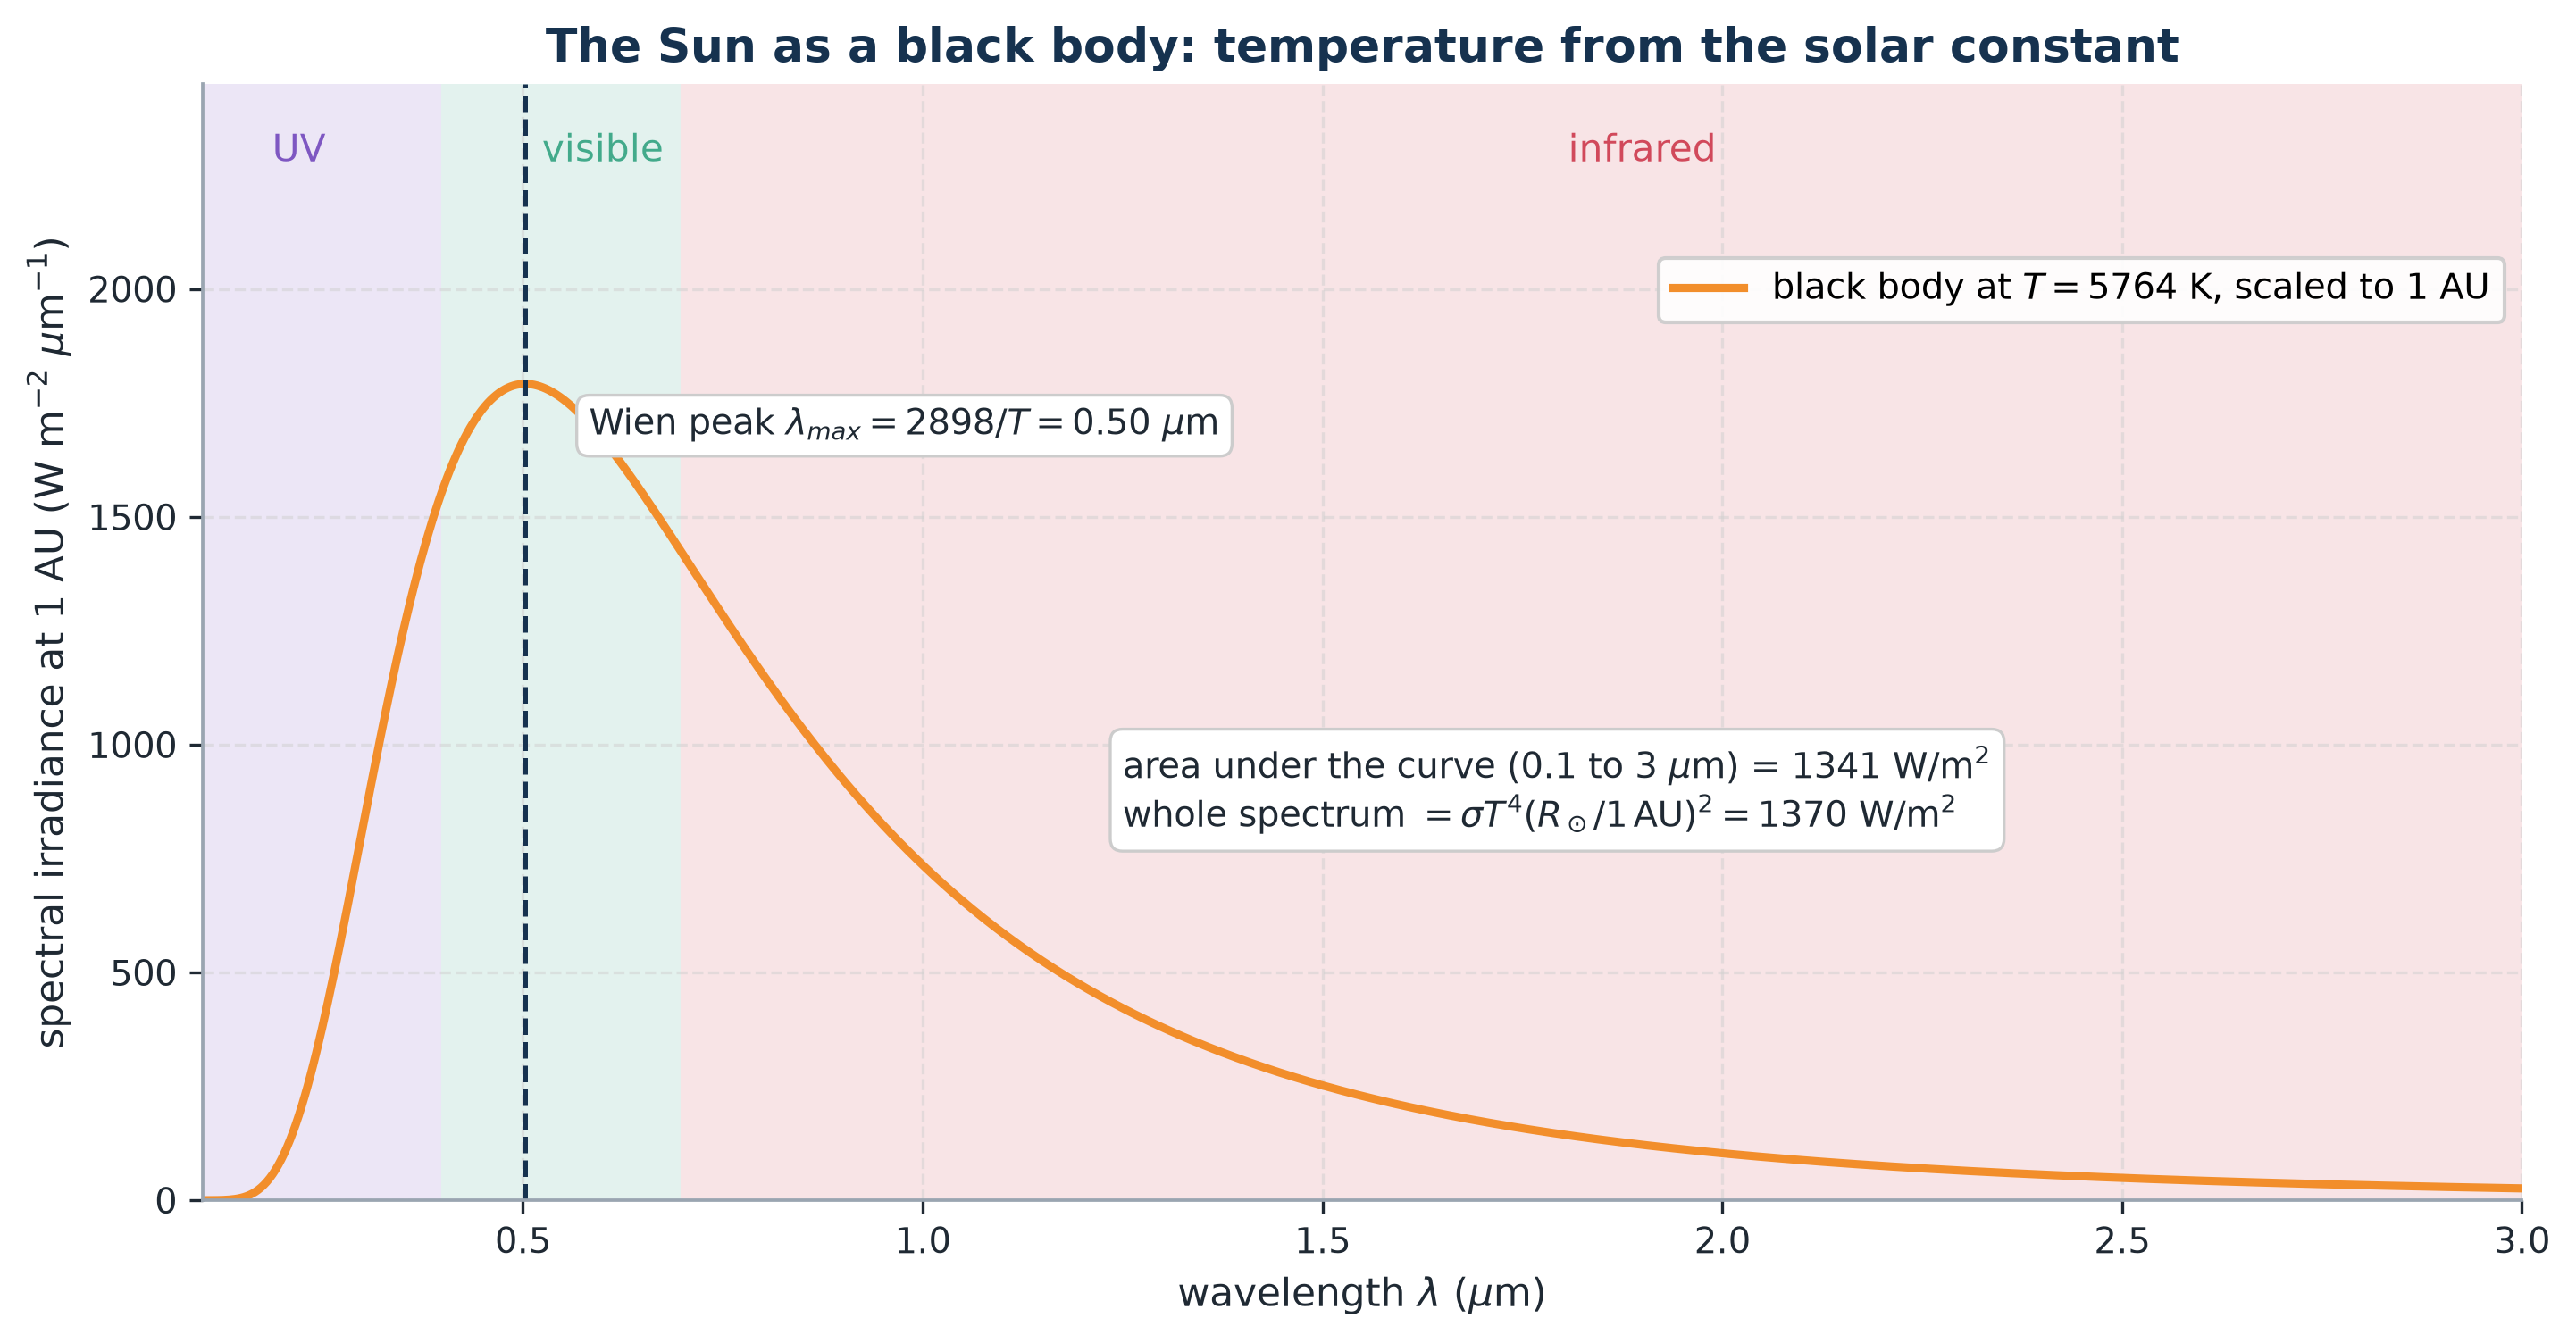 The Sun as a black body: temperature from the solar constant
UV
visible
infrared
black body at T = 5764 K, scaled to 1 AU
Wien peak λ_max = 2898/T = 0.50 μm
area under the curve (0.1 to 3 μm) = 1341 W/m²
whole spectrum = σT⁴(R_⊙/1 AU)² = 1370 W/m²
spectral irradiance at 1 AU (W m⁻² μm⁻¹)
2000
1500
1000
500
0
0.5 1.0 1.5 2.0 2.5 3.0
wavelength λ (μm)